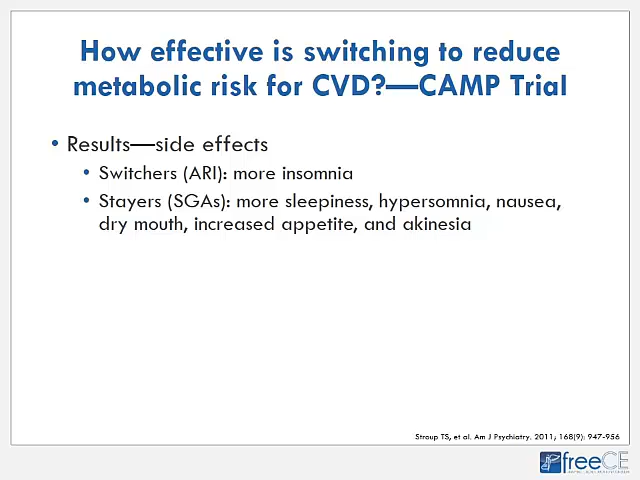 How effective is switching to reduce
metabolic risk for CVD?—CAMP Trial
• Results—side effects
• Switchers (ARI): more insomnia
• Stayers (SGAs): more sleepiness, hypersomnia, nausea,
dry mouth, increased appetite, and akinesia
Stroup TS, et al. Am J Psychiatry. 2011; 168(9): 947-956
freeCE